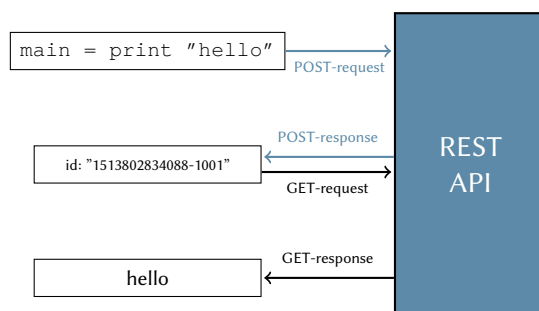 main = print "hello"
POST-request
POST-response
id: "1513802834088-1001"
GET-request
REST
API
GET-response
hello